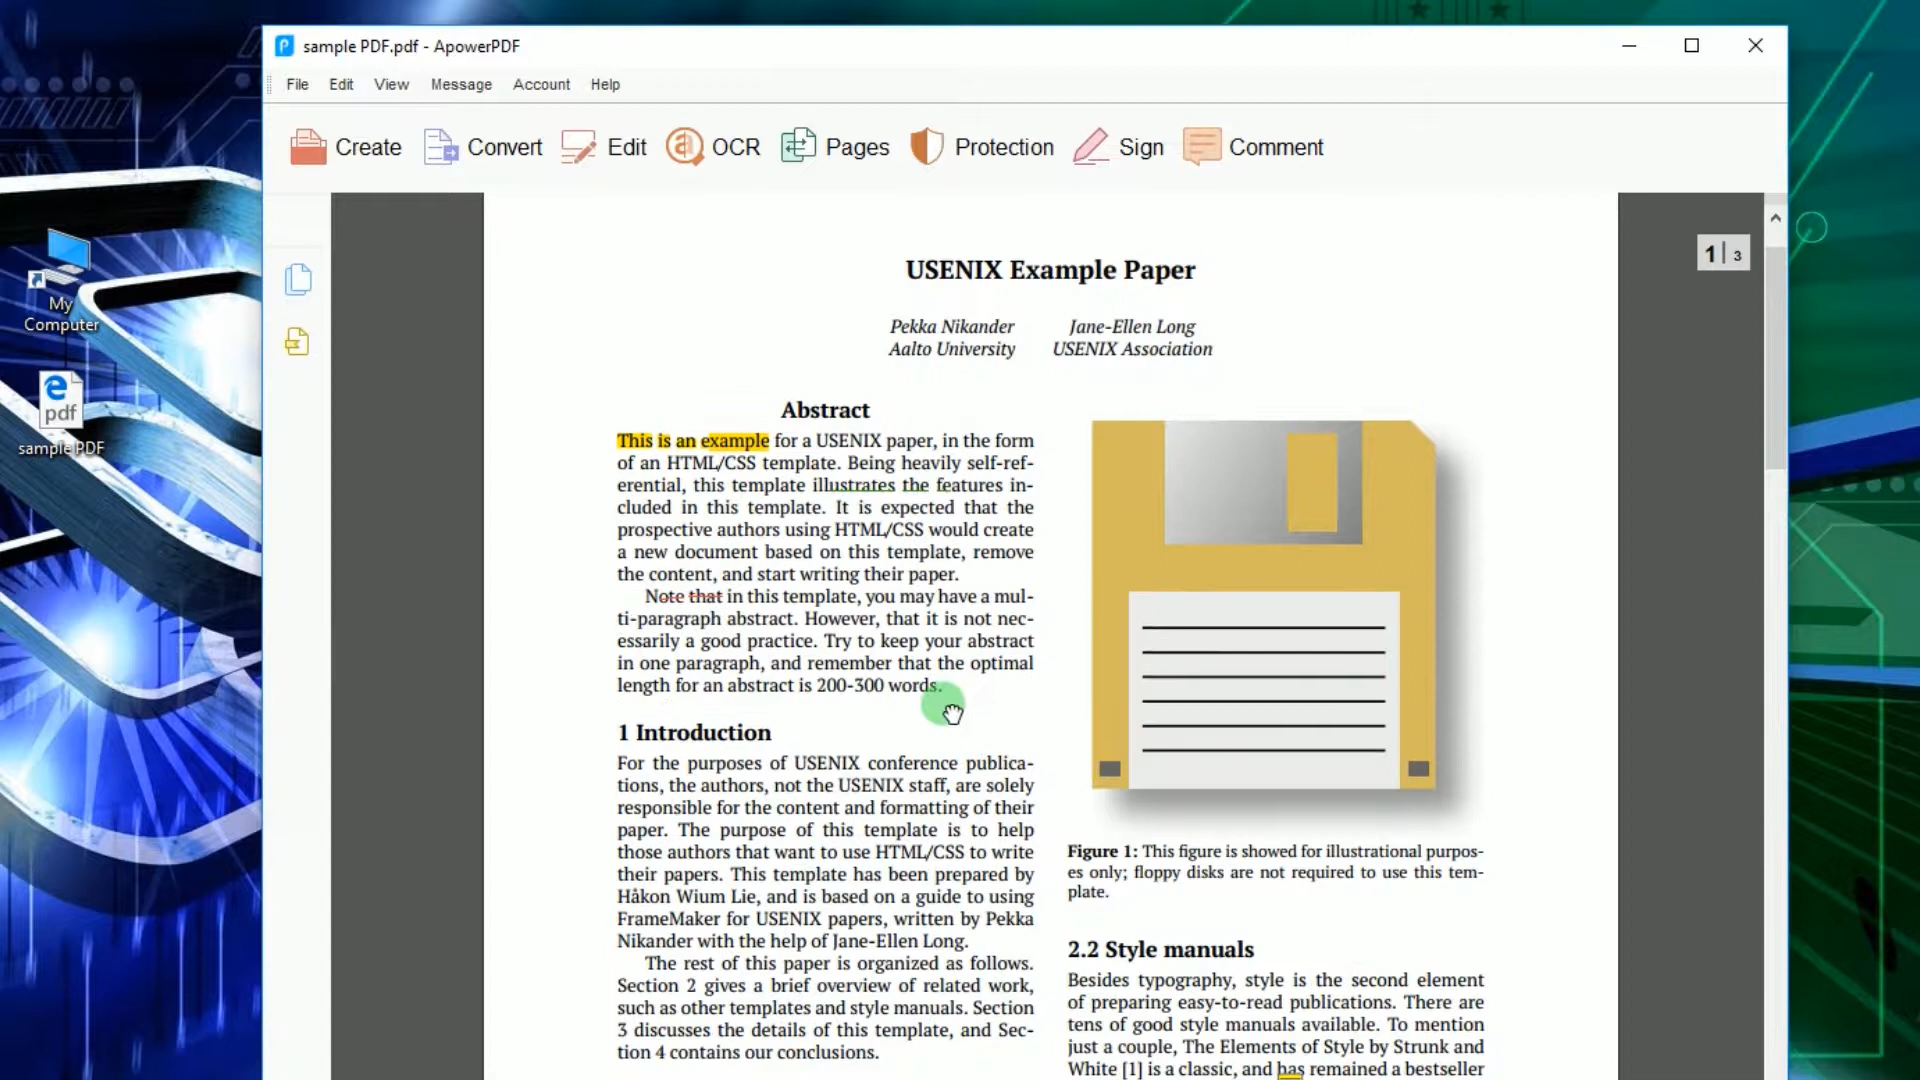 sample PDF.pdf - ApowerPDF
File Edit View Message Account Help
Create Convert Edit OCR Pages Protection Sign Comment
My
Computer
pdf
sample PDF
1 | 3
USENIX Example Paper
Pekka Nikander
Aalto University
Jane-Ellen Long
USENIX Association
Abstract
This is an example for a USENIX paper, in the form
of an HTML/CSS template. Being heavily self-ref-
erential, this template illustrates the features in-
cluded in this template. It is expected that the
prospective authors using HTML/CSS would create
a new document based on this template, remove
the content, and start writing their paper.
Note that in this template, you may have a mul-
ti-paragraph abstract. However, that it is not nec-
essarily a good practice. Try to keep your abstract
in one paragraph, and remember that the optimal
length for an abstract is 200-300 words.
1 Introduction
For the purposes of USENIX conference publica-
tions, the authors, not the USENIX staff, are solely
responsible for the content and formatting of their
paper. The purpose of this template is to help
those authors that want to use HTML/CSS to write
their papers. This template has been prepared by
Håkon Wium Lie, and is based on a guide to using
FrameMaker for USENIX papers, written by Pekka
Nikander with the help of Jane-Ellen Long.
The rest of this paper is organized as follows.
Section 2 gives a brief overview of related work,
such as other templates and style manuals. Section
3 discusses the details of this template, and Sec-
tion 4 contains our conclusions.
Figure 1: This figure is showed for illustrational purpos-
es only; floppy disks are not required to use this tem-
plate.
2.2 Style manuals
Besides typography, style is the second element
of preparing easy-to-read publications. There are
tens of good style manuals available. To mention
just a couple, The Elements of Style by Strunk and
White [1] is a classic, and has remained a bestseller